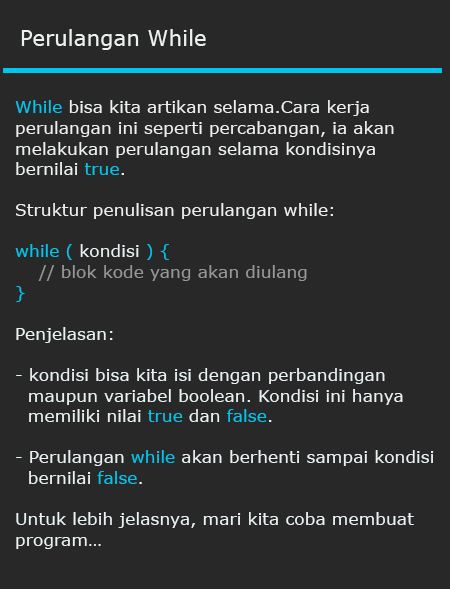 Perulangan While
While bisa kita artikan selama.Cara kerja
perulangan ini seperti percabangan, ia akan
melakukan perulangan selama kondisinya
bernilai true.
Struktur penulisan perulangan while:
while ( kondisi ) {
// blok kode yang akan diulang
}
Penjelasan:
- kondisi bisa kita isi dengan perbandingan
maupun variabel boolean. Kondisi ini hanya
memiliki nilai true dan false.
- Perulangan while akan berhenti sampai kondisi
bernilai false.
Untuk lebih jelasnya, mari kita coba membuat
program...